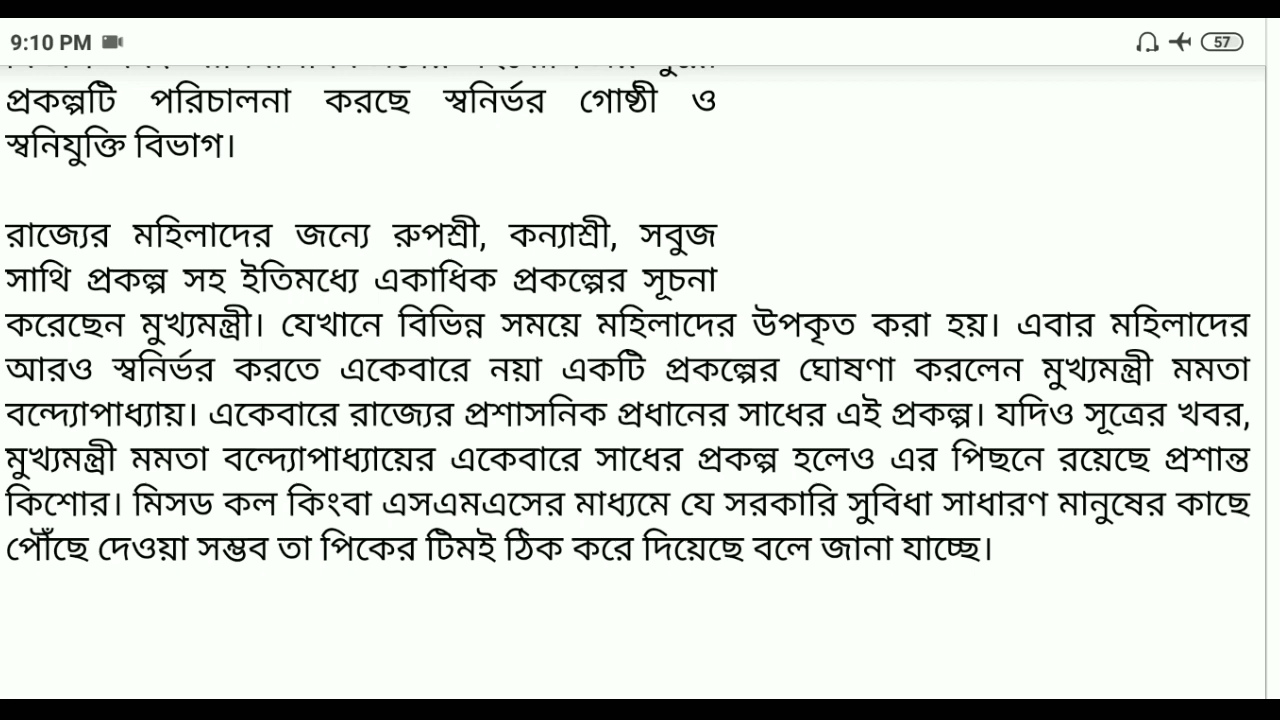 9:10 PM
57
প্রকল্পটি পরিচালনা করছে স্বনির্ভর গোষ্ঠী ও
স্বনিযুক্তি বিভাগ।
রাজ্যের মহিলাদের জন্যে রুপশ্রী, কন্যাশ্রী, সবুজ
সাথি প্রকল্প সহ ইতিমধ্যে একাধিক প্রকল্পের সূচনা
করেছেন মুখ্যমন্ত্রী। যেখানে বিভিন্ন সময়ে মহিলাদের উপকৃত করা হয়। এবার মহিলাদের
আরও স্বনির্ভর করতে একেবারে নয়া একটি প্রকল্পের ঘোষণা করলেন মুখ্যমন্ত্রী মমতা
বন্দ্যোপাধ্যায়। একেবারে রাজ্যের প্রশাসনিক প্রধানের সাধের এই প্রকল্প। যদিও সূত্রের খবর,
মুখ্যমন্ত্রী মমতা বন্দ্যোপাধ্যায়ের একেবারে সাধের প্রকল্প হলেও এর পিছনে রয়েছে প্রশান্ত
কিশোর। মিসড কল কিংবা এসএমএসের মাধ্যমে যে সরকারি সুবিধা সাধারণ মানুষের কাছে
পৌঁছে দেওয়া সম্ভব তা পিকের টিমই ঠিক করে দিয়েছে বলে জানা যাচ্ছে।